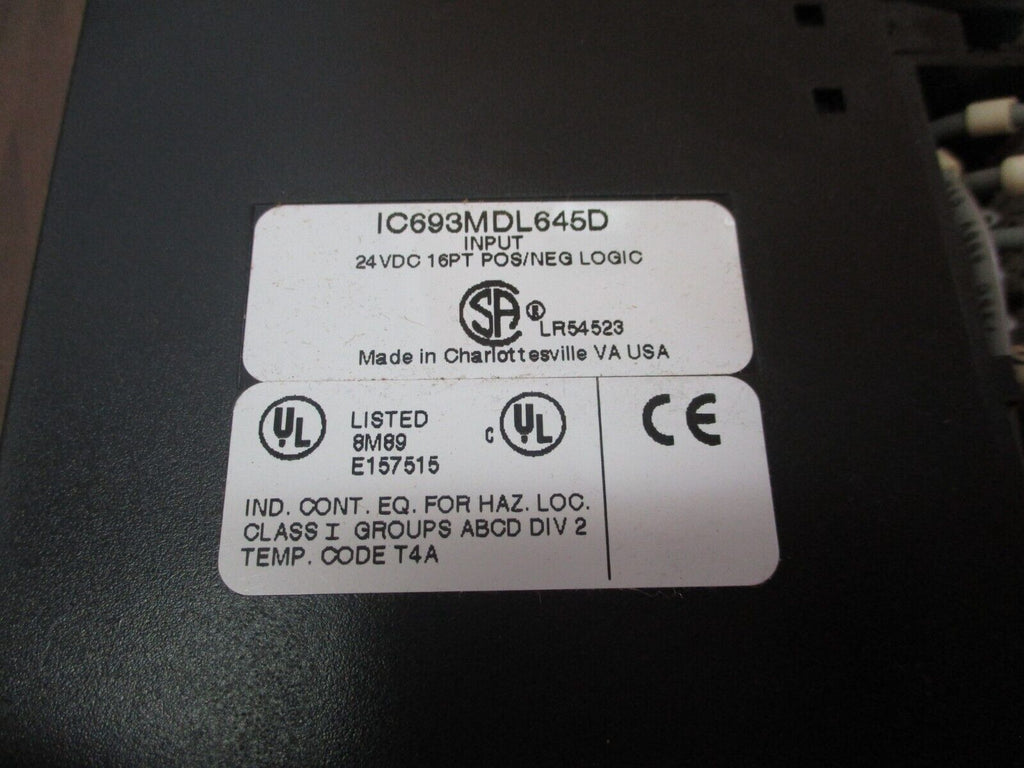 IC693MDL645D
INPUT
24VDC 16PT POS/NEG LOGIC
SA ® LR54523
Made in Charlottesville VA USA
UL LISTED
8M89
E157515
c UL
CE
IND. CONT. EQ. FOR HAZ. LOC.
CLASS I GROUPS ABCD DIV 2
TEMP. CODE T4A